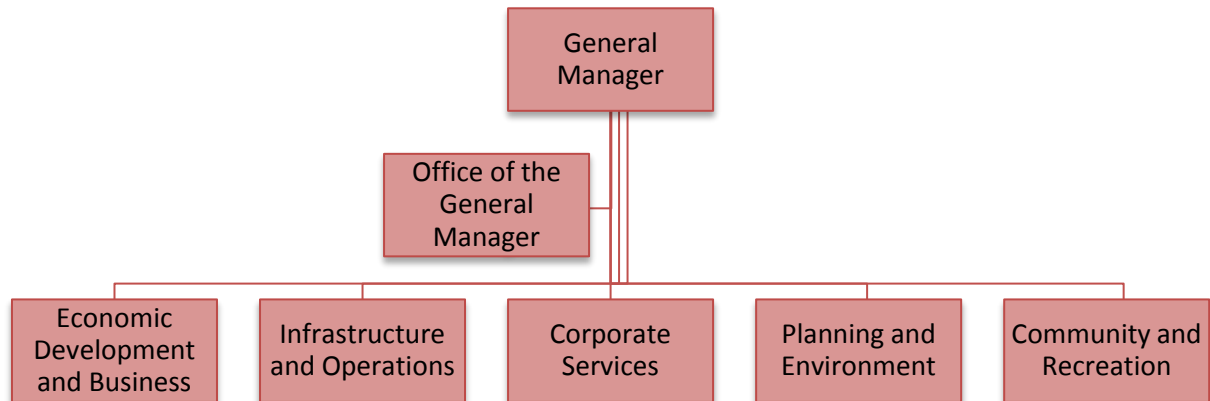 General
Manager
Office of the
General
Manager
Economic
Development
and Business
Infrastructure
and Operations
Corporate
Services
Planning and
Environment
Community and
Recreation